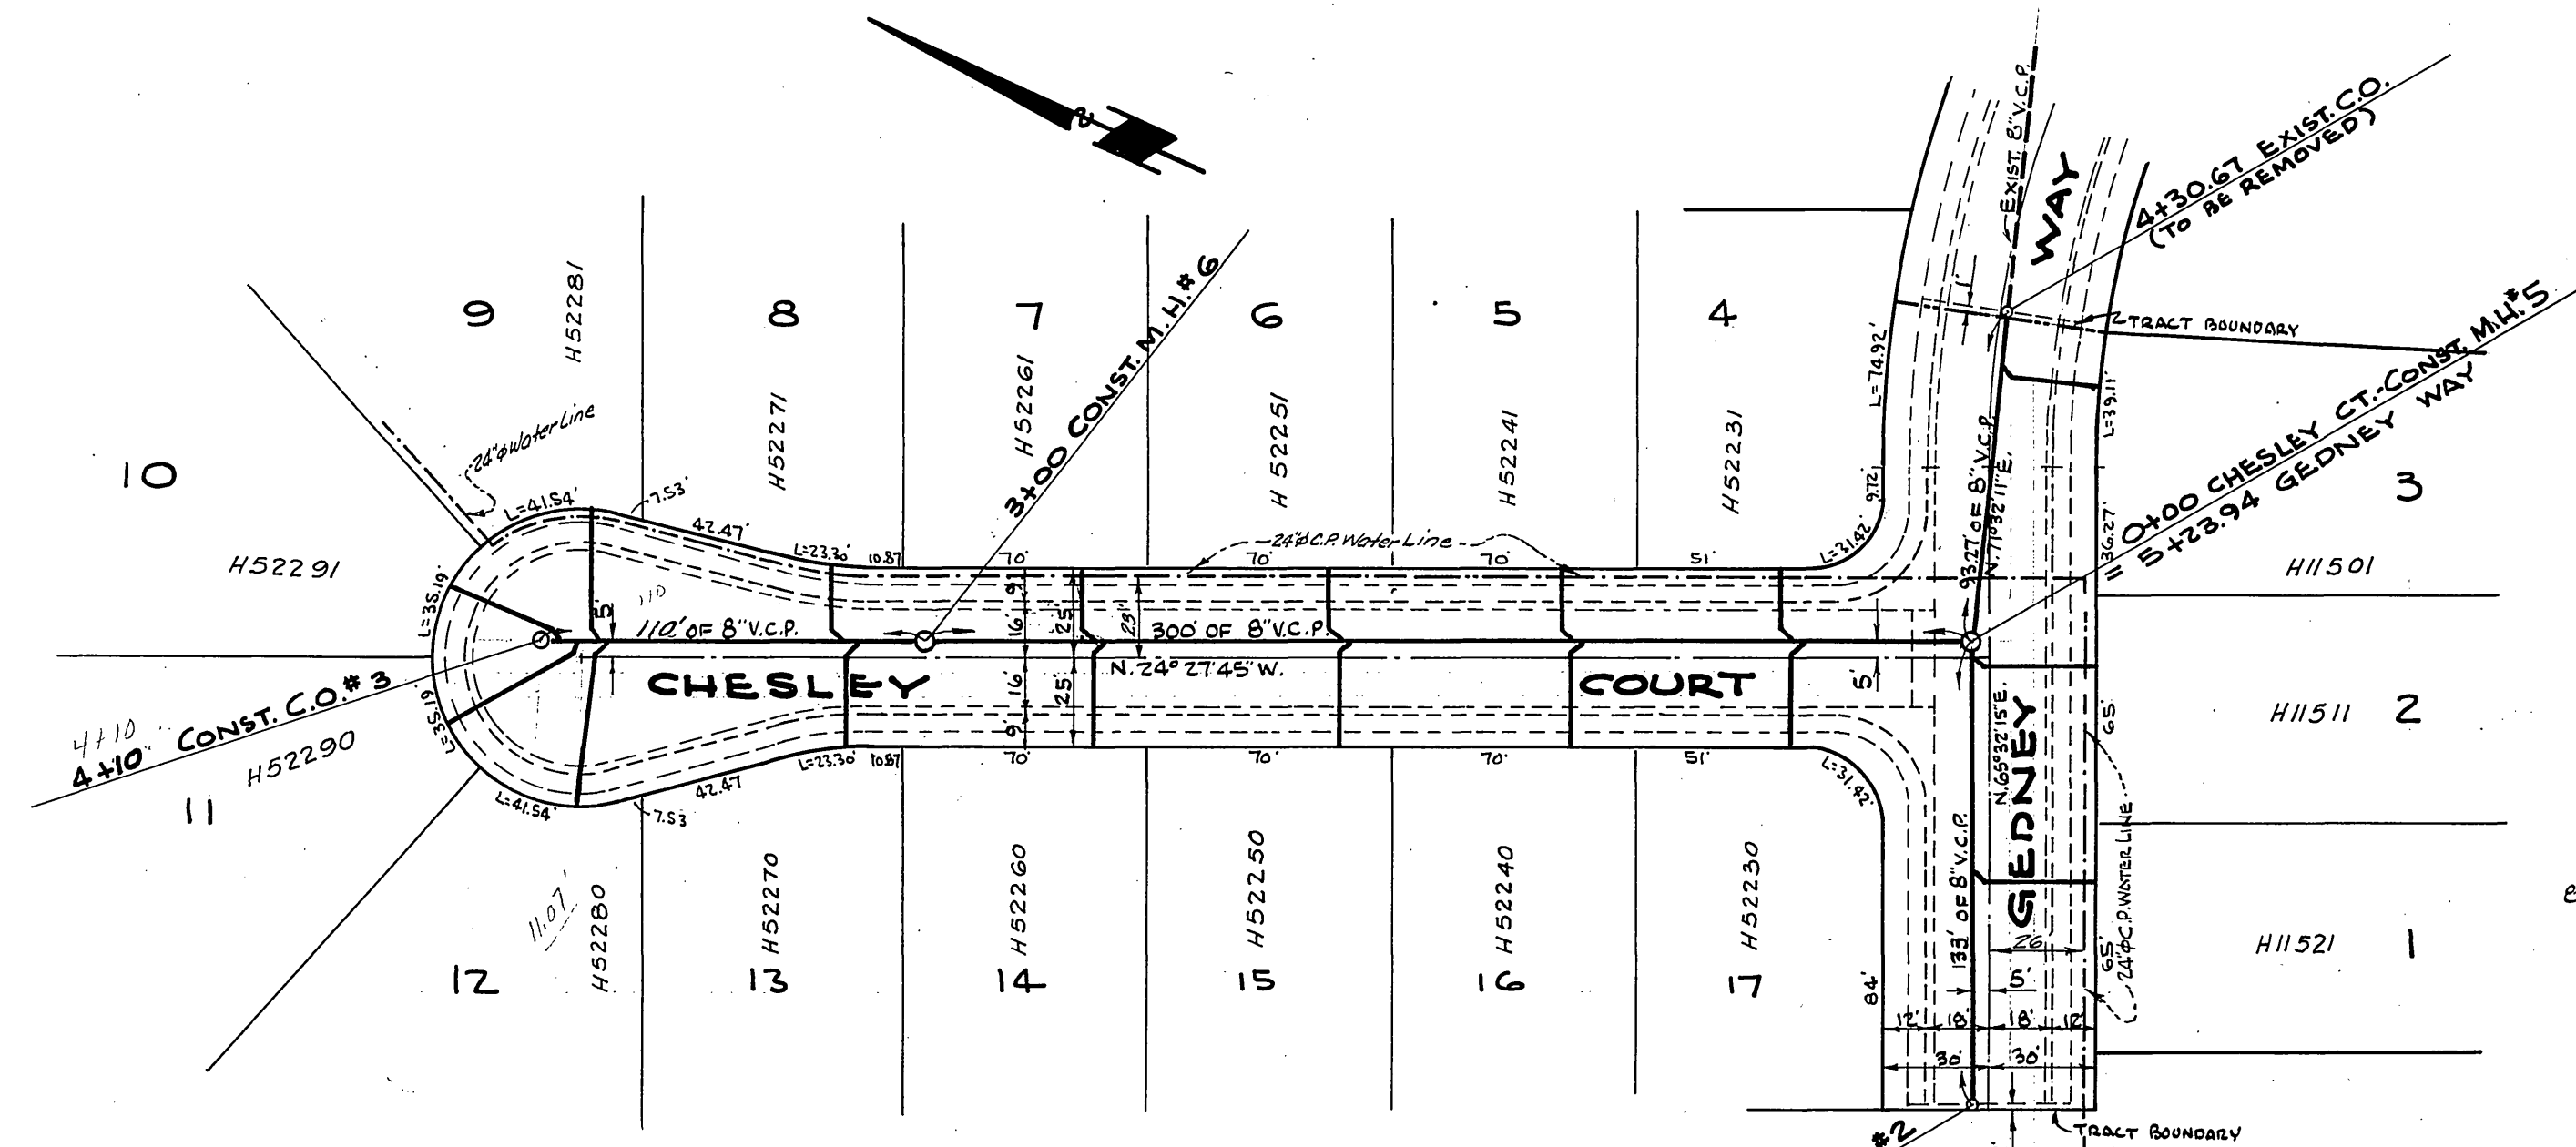 N
EXIST. 8" V.C.P.
WAY
4+30.67 EXIST. C.O.
(TO BE REMOVED)
1'
TRACT BOUNDARY
0+00 CHESLEY CT.-CONST. M.H.#5
= 5+23.94 GEDNEY WAY
3+00 CONST. M.H.#6
9
8
7
6
5
4
3
H52281
H52271
H52261
H52251
H52241
H52231
H11501
10
24"ø Water Line
H52291
L=41.54'
7.53'
42.47'
L=23.30'
10.87
70.'
70.'
70.'
51.'
L=31.42'
9.72'
L=74.92'
L=39.11'
36.27'
24"ø C.P. Water Line
93.27' OF 8" V.C.P.
N.71°32'11"E.
L=35.19'
5'
110
110' OF 8" V.C.P.
9'
16'
25'
23"
300' OF 8" V.C.P.
N. 24° 27' 45" W.
CHESLEY COURT
16'
25'
9'
5'
4+10
4+10 CONST. C.O.#3
H52290
11
L=35.19'
L=41.54'
7.53
42.47
L=23.30'
10.87
70.'
70.'
70.'
51.'
L=31.42'
N.65°32'15"E.
GEDNEY
65'
H11511
2
133' OF 8" V.C.P.
24"ø C.P. WATER LINE
65'
H11521
1
8
26
5'
84'
12'
18'
18'
12'
30'
30'
11.07'
H52280
H52270
H52260
H52250
H52240
H52230
12
13
14
15
16
17
#2
TRACT BOUNDARY